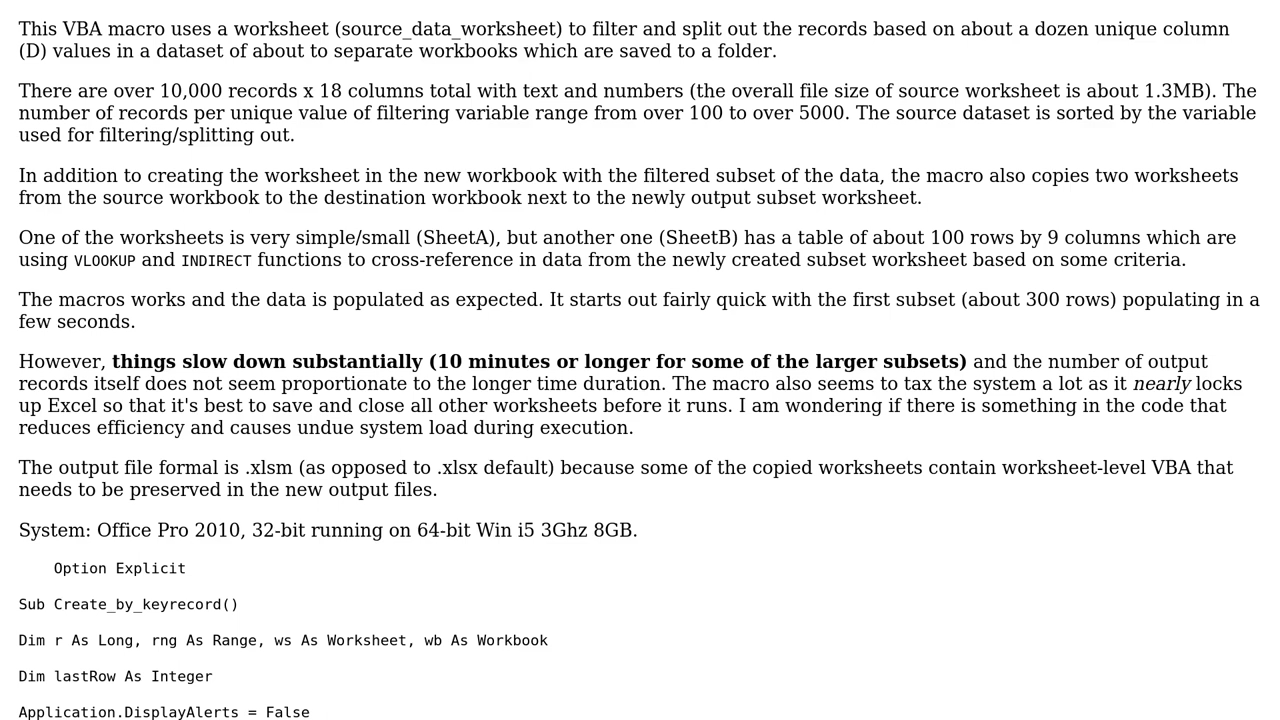 This VBA macro uses a worksheet (source_data_worksheet) to filter and split out the records based on about a dozen unique column
(D) values in a dataset of about to separate workbooks which are saved to a folder.
There are over 10,000 records x 18 columns total with text and numbers (the overall file size of source worksheet is about 1.3MB). The
number of records per unique value of filtering variable range from over 100 to over 5000. The source dataset is sorted by the variable
used for filtering/splitting out.
In addition to creating the worksheet in the new workbook with the filtered subset of the data, the macro also copies two worksheets
from the source workbook to the destination workbook next to the newly output subset worksheet.
One of the worksheets is very simple/small (SheetA), but another one (SheetB) has a table of about 100 rows by 9 columns which are
using VLOOKUP and INDIRECT functions to cross-reference in data from the newly created subset worksheet based on some criteria.
The macros works and the data is populated as expected. It starts out fairly quick with the first subset (about 300 rows) populating in a
few seconds.
However, things slow down substantially (10 minutes or longer for some of the larger subsets) and the number of output
records itself does not seem proportionate to the longer time duration. The macro also seems to tax the system a lot as it nearly locks
up Excel so that it's best to save and close all other worksheets before it runs. I am wondering if there is something in the code that
reduces efficiency and causes undue system load during execution.
The output file formal is .xlsm (as opposed to .xlsx default) because some of the copied worksheets contain worksheet-level VBA that
needs to be preserved in the new output files.
System: Office Pro 2010, 32-bit running on 64-bit Win i5 3Ghz 8GB.
Option Explicit
Sub Create_by_keyrecord()
Dim r As Long, rng As Range, ws As Worksheet, wb As Workbook
Dim lastRow As Integer
Application.DisplayAlerts = False